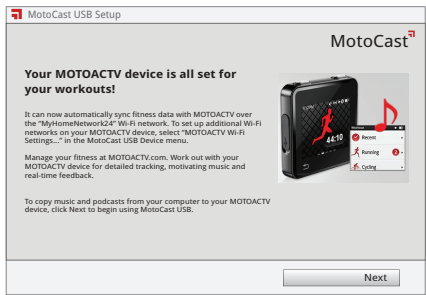 MotoCast USB Setup
MotoCast
Your MOTOACTV device is all set for
your workouts!
It can now automatically sync fitness data with MOTOACTV over
the "MyHomeNetwork24" Wi-Fi network. To set up additional Wi-Fi
networks on your MOTOACTV device, select "MOTOACTV Wi-Fi
Settings..." in the MotoCast USB Device menu.
Manage your fitness at MOTOACTV.com. Work out with your
MOTOACTV device for detailed tracking, motivating music and
real-time feedback.
To copy music and podcasts from your computer to your MOTOACTV
device, click Next to begin using MotoCast USB.
44:10
Workout
Recent
Running
2
Cycling
Next